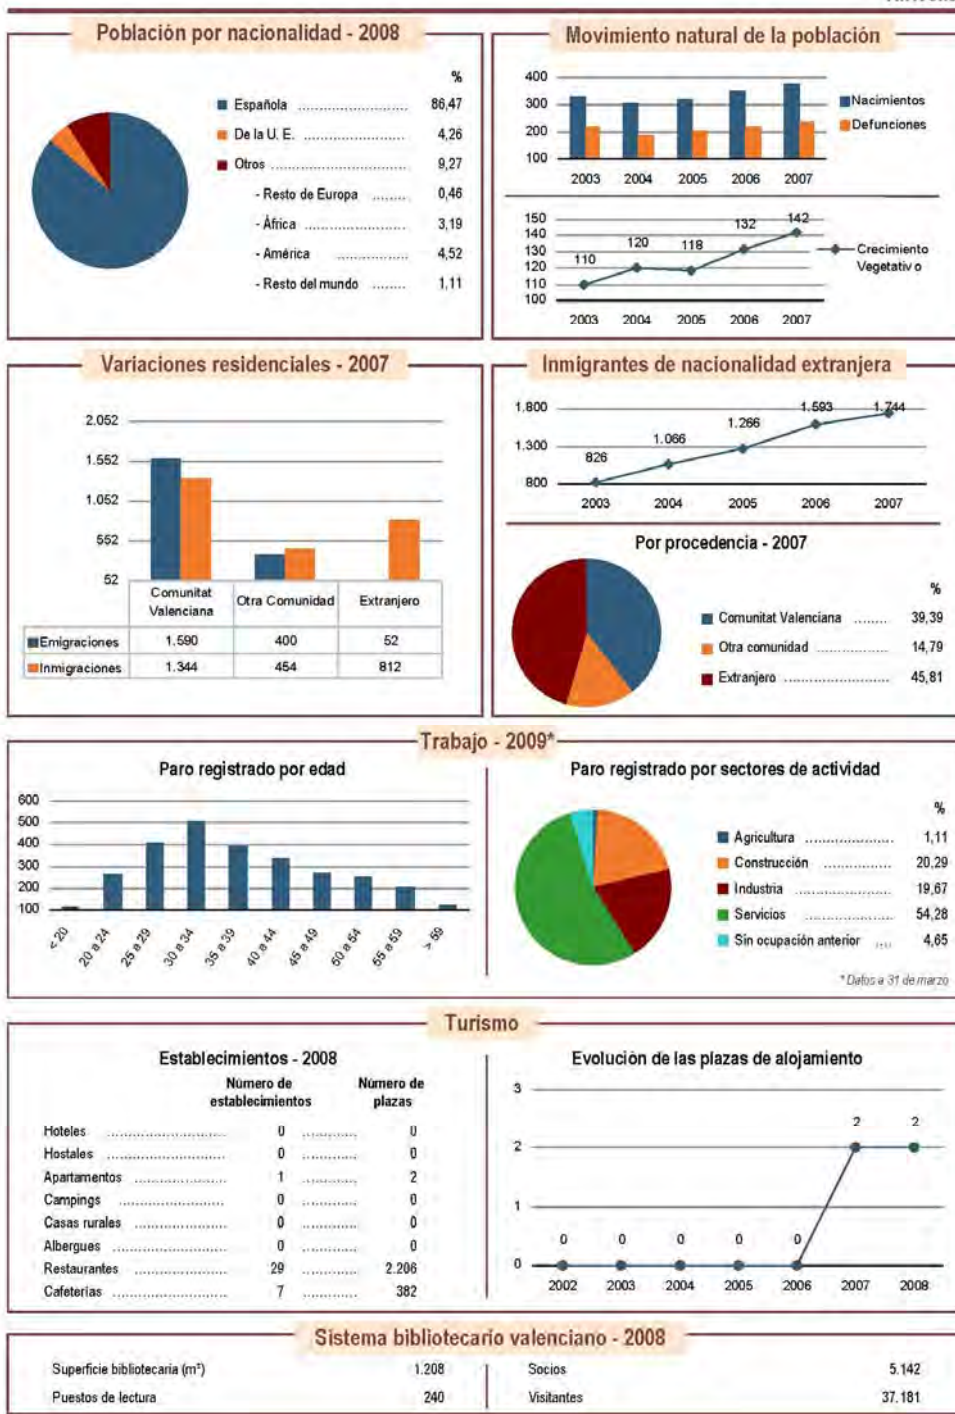 Población por nacionalidad - 2008
%
Española 86,47
De la U. E. 4,26
Otros 9,27
- Resto de Europa 0,46
- África 3,19
- América 4,52
- Resto del mundo 1,11
Movimiento natural de la población
400
300
200
100
2003 2004 2005 2006 2007
Nacimientos
Defunciones
150
140
130
120
110
100
110 120 118 132 142
2003 2004 2005 2006 2007
Crecimiento
Vegetativo
Variaciones residenciales - 2007
2.052
1.552
1.052
552
52
Comunitat Valenciana Otra Comunidad Extranjero
Emigraciones 1.590 400 52
Inmigraciones 1.344 454 812
Inmigrantes de nacionalidad extranjera
1.800
1.300
800
826 1.066 1.266 1.593 1.744
2003 2004 2005 2006 2007
Por procedencia - 2007
%
Comunitat Valenciana 39,39
Otra comunidad 14,79
Extranjero 45,81
Trabajo - 2009*
Paro registrado por edad
600
500
400
300
200
100
< 20 20 a 24 25 a 29 30 a 34 35 a 39 40 a 44 45 a 49 50 a 54 55 a 59 > 59
Paro registrado por sectores de actividad
%
Agricultura 1,11
Construcción 20,29
Industria 19,67
Servicios 54,28
Sin ocupación anterior 4,65
* Datos a 31 de marzo
Turismo
Establecimientos - 2008
Número de establecimientos Número de plazas
Hoteles 0 0
Hostales 0 0
Apartamentos 1 2
Campings 0 0
Casas rurales 0 0
Albergues 0 0
Restaurantes 29 2.206
Cafeterías 7 382
Evolución de las plazas de alojamiento
3
2
1
0
0 0 0 0 0 2 2
2002 2003 2004 2005 2006 2007 2008
Sistema bibliotecario valenciano - 2008
Superficie bibliotecaria (m²) 1.208
Puestos de lectura 240
Socios 5.142
Visitantes 37.181